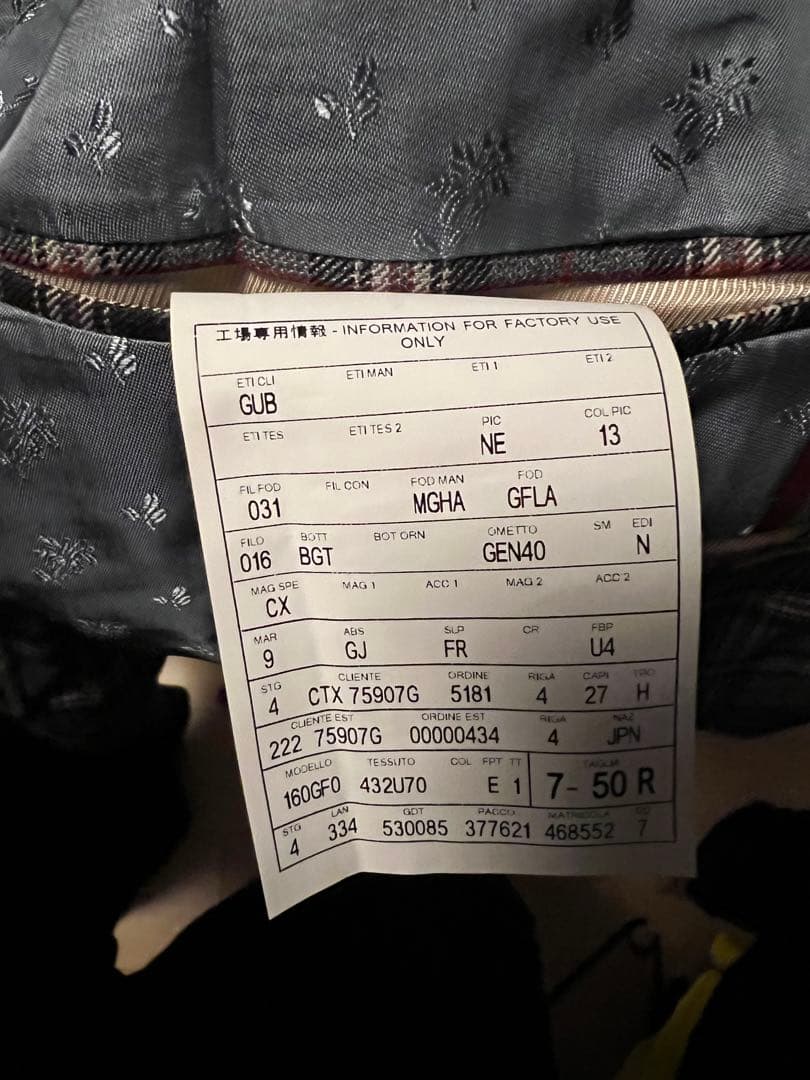 工場專用情報 - INFORMATION FOR FACTORY USE
ONLY
ETI CLI ETI MAN ETI 1 ETI 2
GUB
ETI TES ETI TES 2 PIC COL PIC
NE 13
FIL FOD FIL CON FOD MAN FOD
031 MGHA GFLA
FILO BOTT BOT ORN OMETTO SM EDI
016 BGT GEN40 N
MAG SPE MAG 1 ACC 1 MAG 2 ACC 2
CX
MAR ABS SLP CR FBP
9 GJ FR U4
STG CLIENTE ORDINE RIGA CAPI TPO
4 CTX 75907G 5181 4 27 H
CLIENTE EST ORDINE EST RIGA NAZ
222 75907G 00000434 4 JPN
MODELLO TESSUTO COL FPT TT TAGLIA
160GF0 432U70 E 1 7- 50 R
STG LAN GDT PACCO MATRICOLA
4 334 530085 377621 468552 7